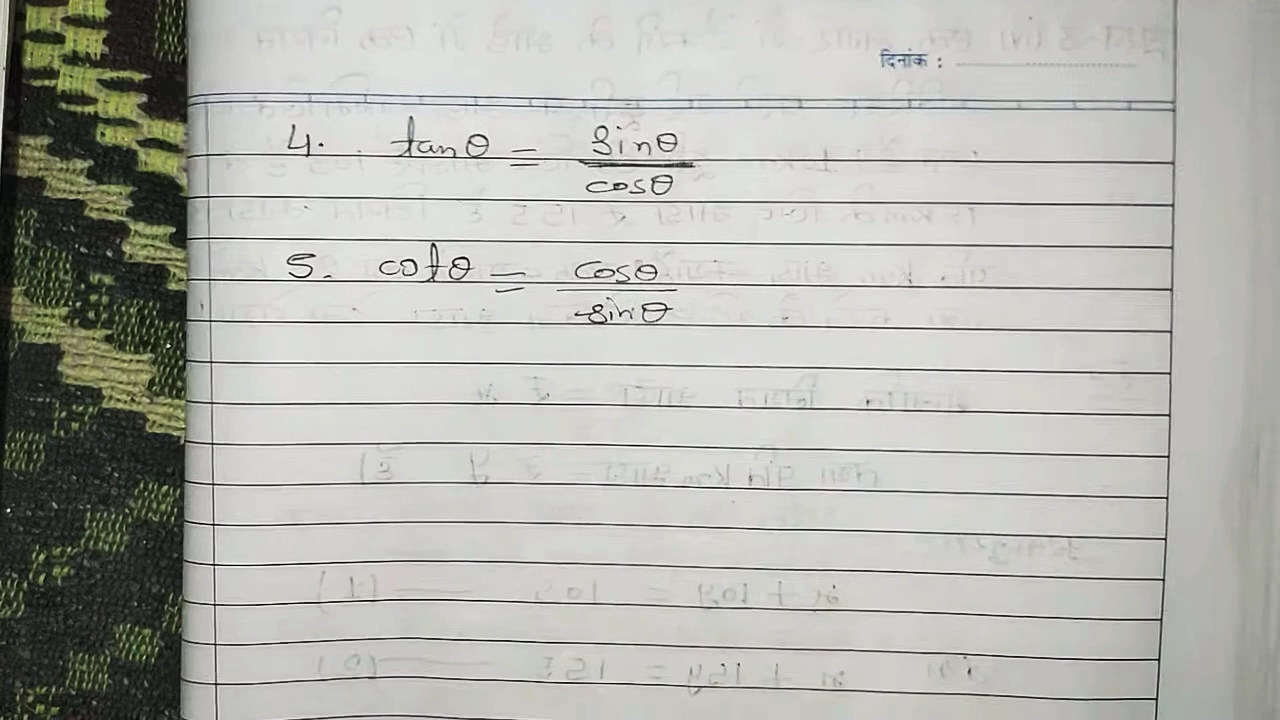 दिनांक :
4. tanθ = sinθ/cosθ
5. cotθ = cosθ/sinθ